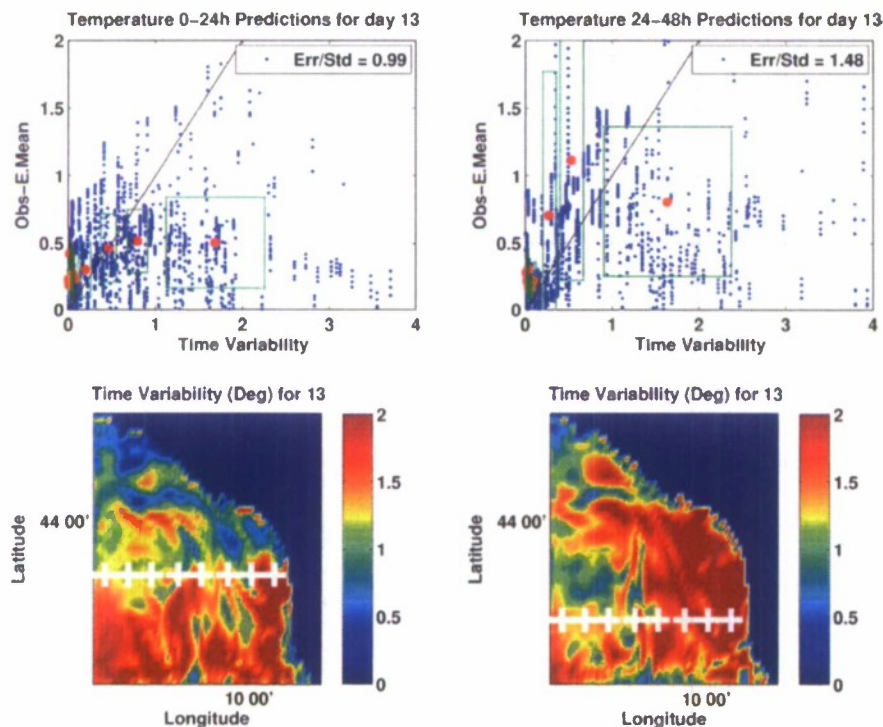 Temperature 0-24h Predictions for day 13
Err/Std = 0.99
2
1.5
1
0.5
0
Obs-E.Mean
0 1 2 3 4
Time Variability
Temperature 24-48h Predictions for day 13
Err/Std = 1.48
2
1.5
1
0.5
0
Obs-E.Mean
0 1 2 3 4
Time Variability
Time Variability (Deg) for 13
44 00'
Latitude
10 00'
Longitude
2
1.5
1
0.5
0
Time Variability (Deg) for 13
44 00'
Latitude
10 00'
Longitude
2
1.5
1
0.5
0